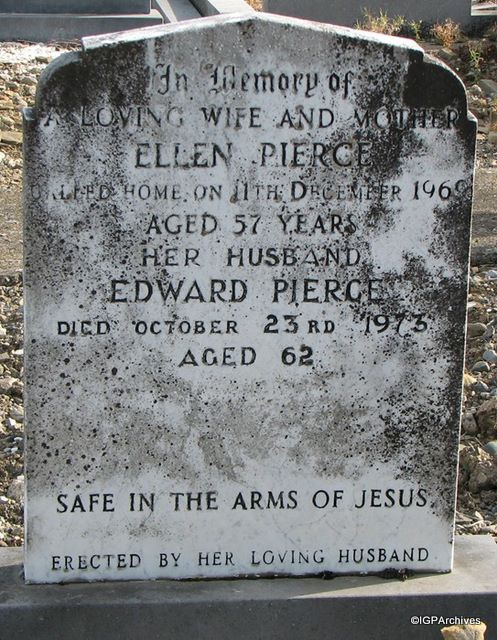 In Memory of
A LOVING WIFE AND MOTHER
ELLEN PIERCE
CALLED HOME ON 11TH DECEMBER 1969
AGED 57 YEARS
HER HUSBAND
EDWARD PIERCE
DIED OCTOBER 23RD 1973
AGED 62
SAFE IN THE ARMS OF JESUS
ERECTED BY HER LOVING HUSBAND
©IGPArchives